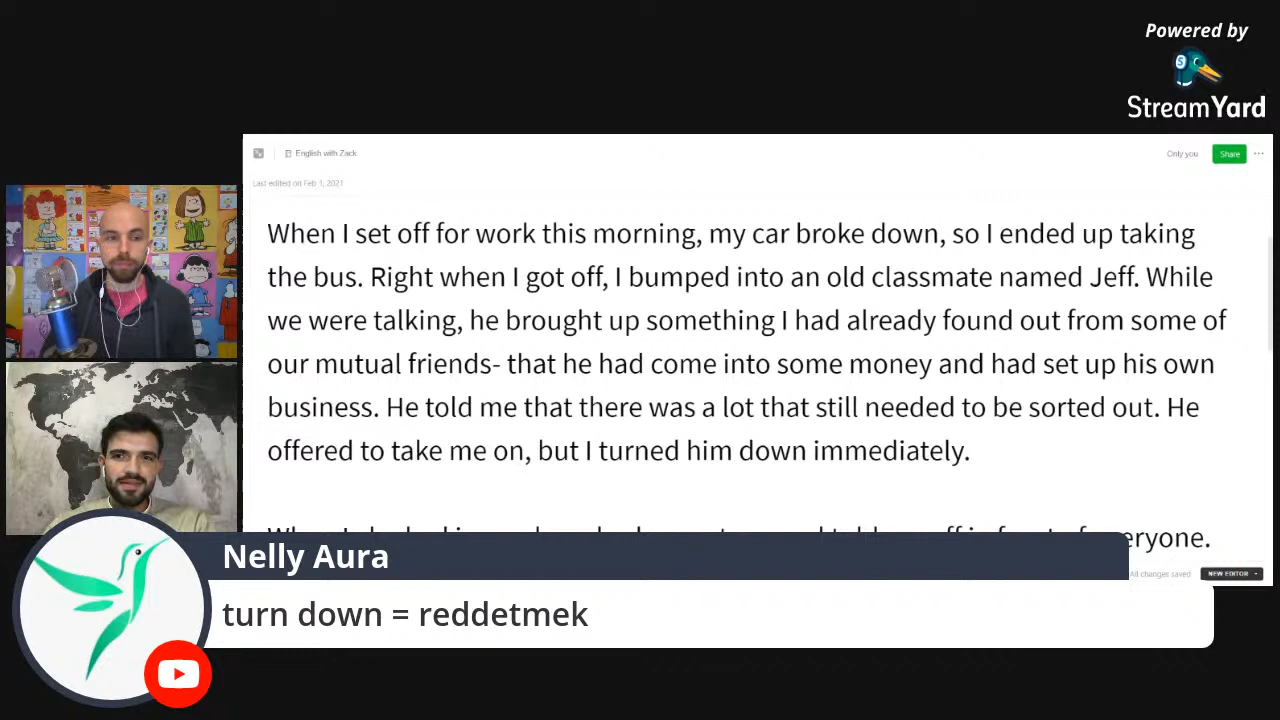 Powered by
StreamYard
English with Zack
Only you
Share
Last edited on Feb 1, 2021
When I set off for work this morning, my car broke down, so I ended up taking
the bus. Right when I got off, I bumped into an old classmate named Jeff. While
we were talking, he brought up something I had already found out from some of
our mutual friends- that he had come into some money and had set up his own
business. He told me that there was a lot that still needed to be sorted out. He
offered to take me on, but I turned him down immediately.
All changes saved
NEW EDITOR
Nelly Aura
turn down = reddetmek